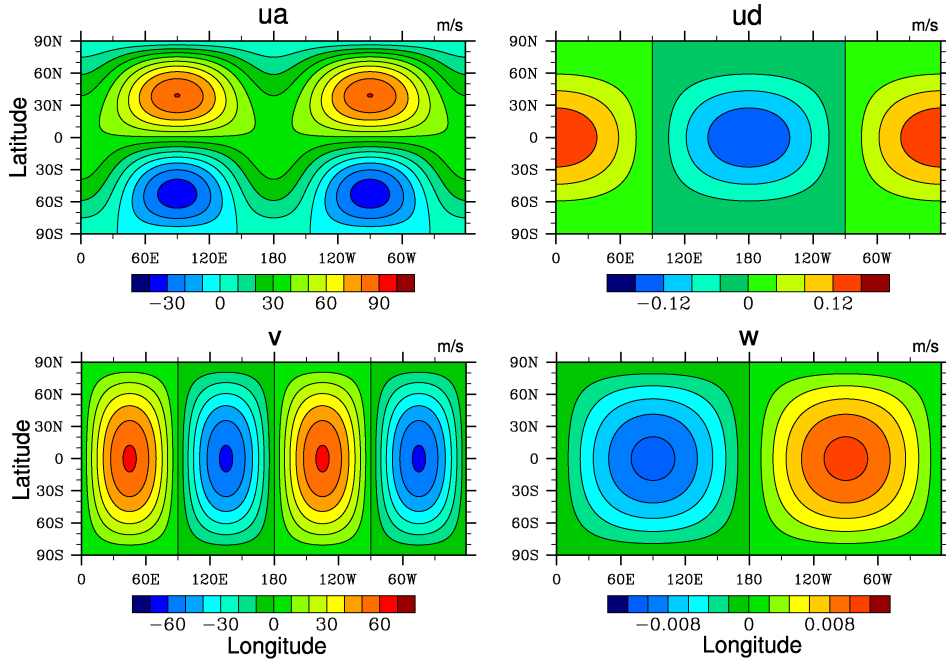 ua m/s
90N
60N
30N
0
30S
60S
90S
Latitude
0 60E 120E 180 120W 60W
−30 0 30 60 90
ud m/s
90N
60N
30N
0
30S
60S
90S
0 60E 120E 180 120W 60W
−0.12 0 0.12
v m/s
90N
60N
30N
0
30S
60S
90S
Latitude
0 60E 120E 180 120W 60W
−60 −30 0 30 60
Longitude
w m/s
90N
60N
30N
0
30S
60S
90S
0 60E 120E 180 120W 60W
−0.008 0 0.008
Longitude